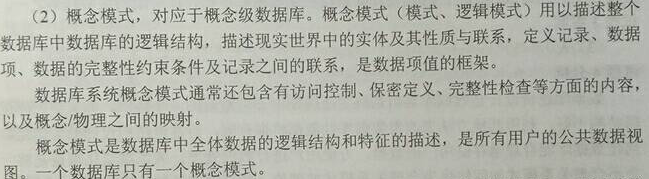 （2）概念模式，对应于概念级数据库。概念模式（模式、逻辑模式）用以描述整个
数据库中数据库的逻辑结构，描述现实世界中的实体及其性质与联系，定义记录、数据
项、数据的完整性约束条件及记录之间的联系，是数据项值的框架。
数据库系统概念模式通常还包含有访问控制、保密定义、完整性检查等方面的内容，
以及概念/物理之间的映射。
概念模式是数据库中全体数据的逻辑结构和特征的描述，是所有用户的公共数据视
图。一个数据库只有一个概念模式。